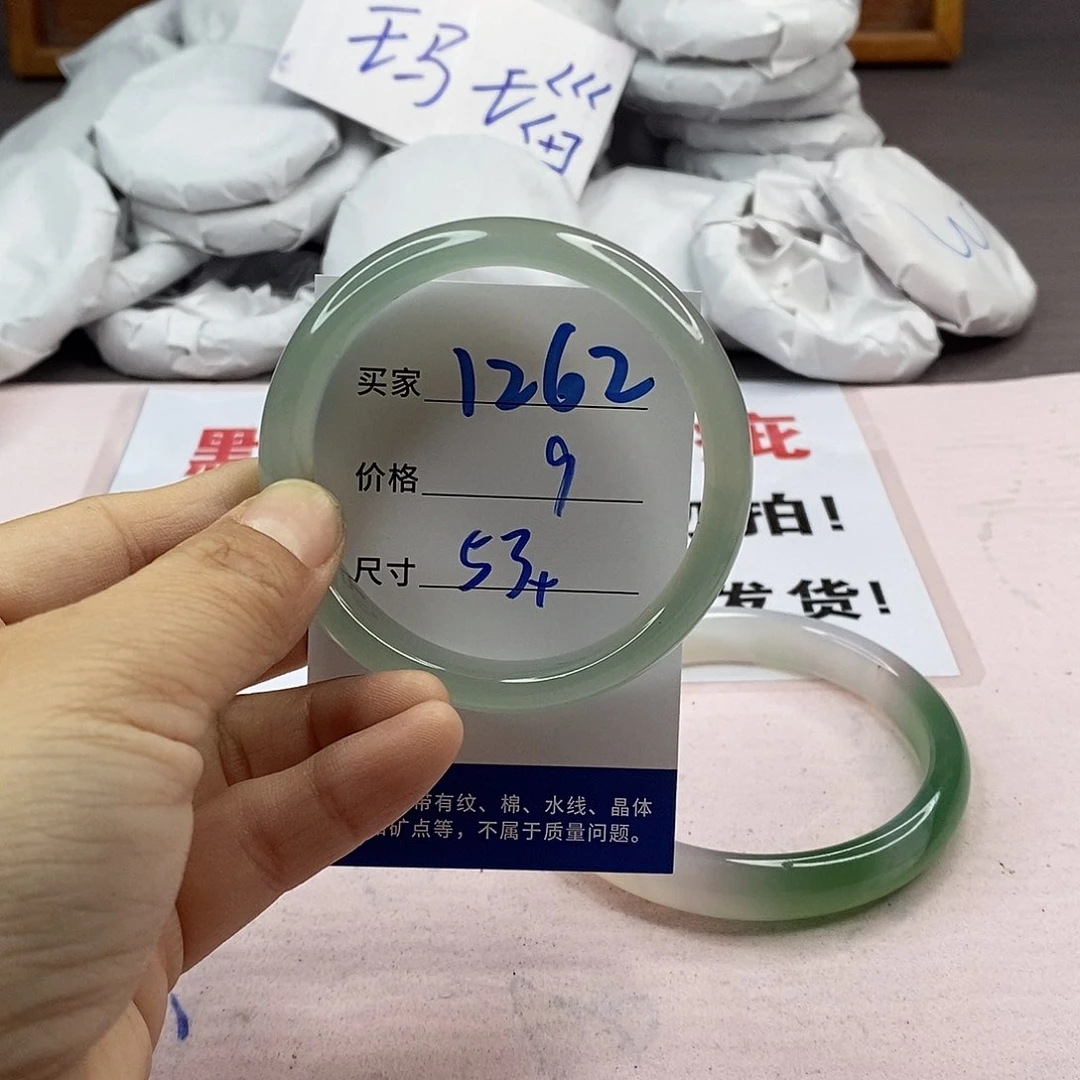 玛瑙
买家 1262
价格 9
尺寸 53+
拍!
发货!
带有纹、棉、水线、晶体
矿点等，不属于质量问题。
W